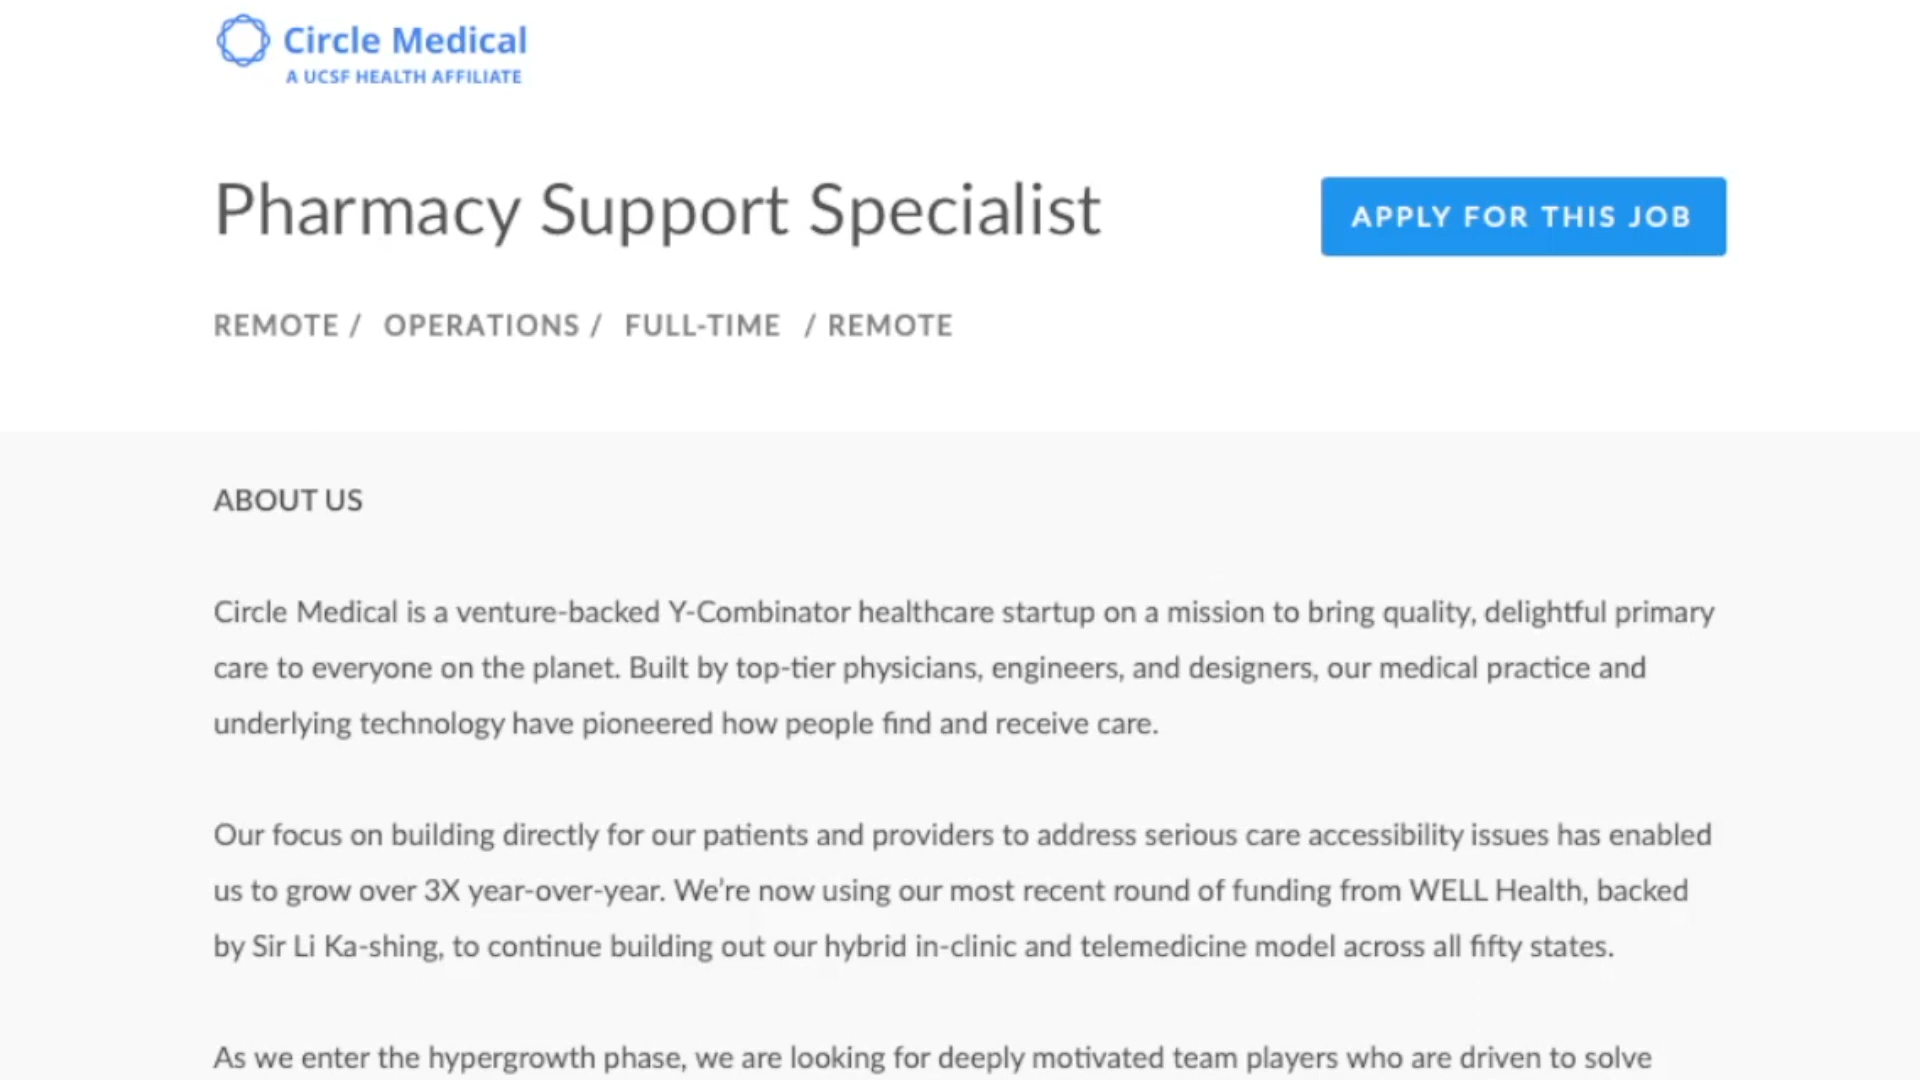 Circle Medical
A UCSF HEALTH AFFILIATE
Pharmacy Support Specialist
APPLY FOR THIS JOB
REMOTE / OPERATIONS / FULL-TIME / REMOTE
ABOUT US
Circle Medical is a venture-backed Y-Combinator healthcare startup on a mission to bring quality, delightful primary
care to everyone on the planet. Built by top-tier physicians, engineers, and designers, our medical practice and
underlying technology have pioneered how people find and receive care.
Our focus on building directly for our patients and providers to address serious care accessibility issues has enabled
us to grow over 3X year-over-year. We're now using our most recent round of funding from WELL Health, backed
by Sir Li Ka-shing, to continue building out our hybrid in-clinic and telemedicine model across all fifty states.
As we enter the hypergrowth phase, we are looking for deeply motivated team players who are driven to solve